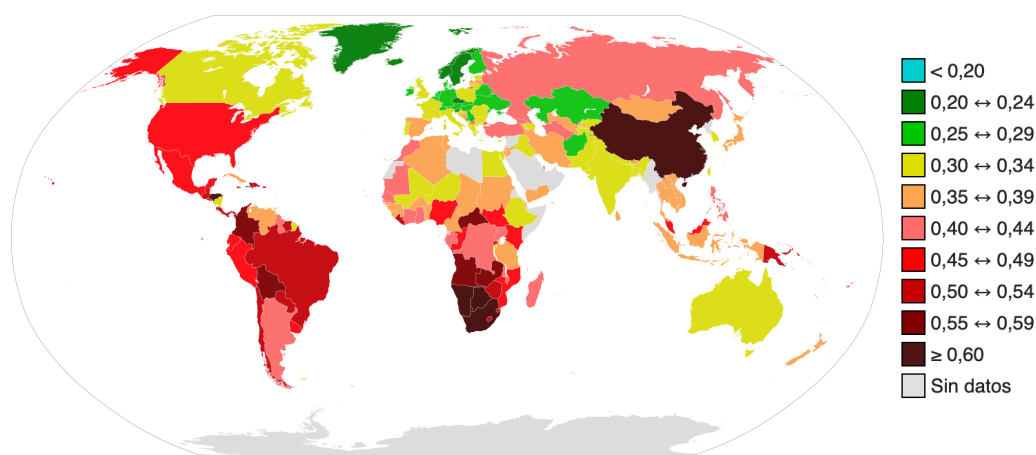 < 0,20
0,20 ↔ 0,24
0,25 ↔ 0,29
0,30 ↔ 0,34
0,35 ↔ 0,39
0,40 ↔ 0,44
0,45 ↔ 0,49
0,50 ↔ 0,54
0,55 ↔ 0,59
≥ 0,60
Sin datos